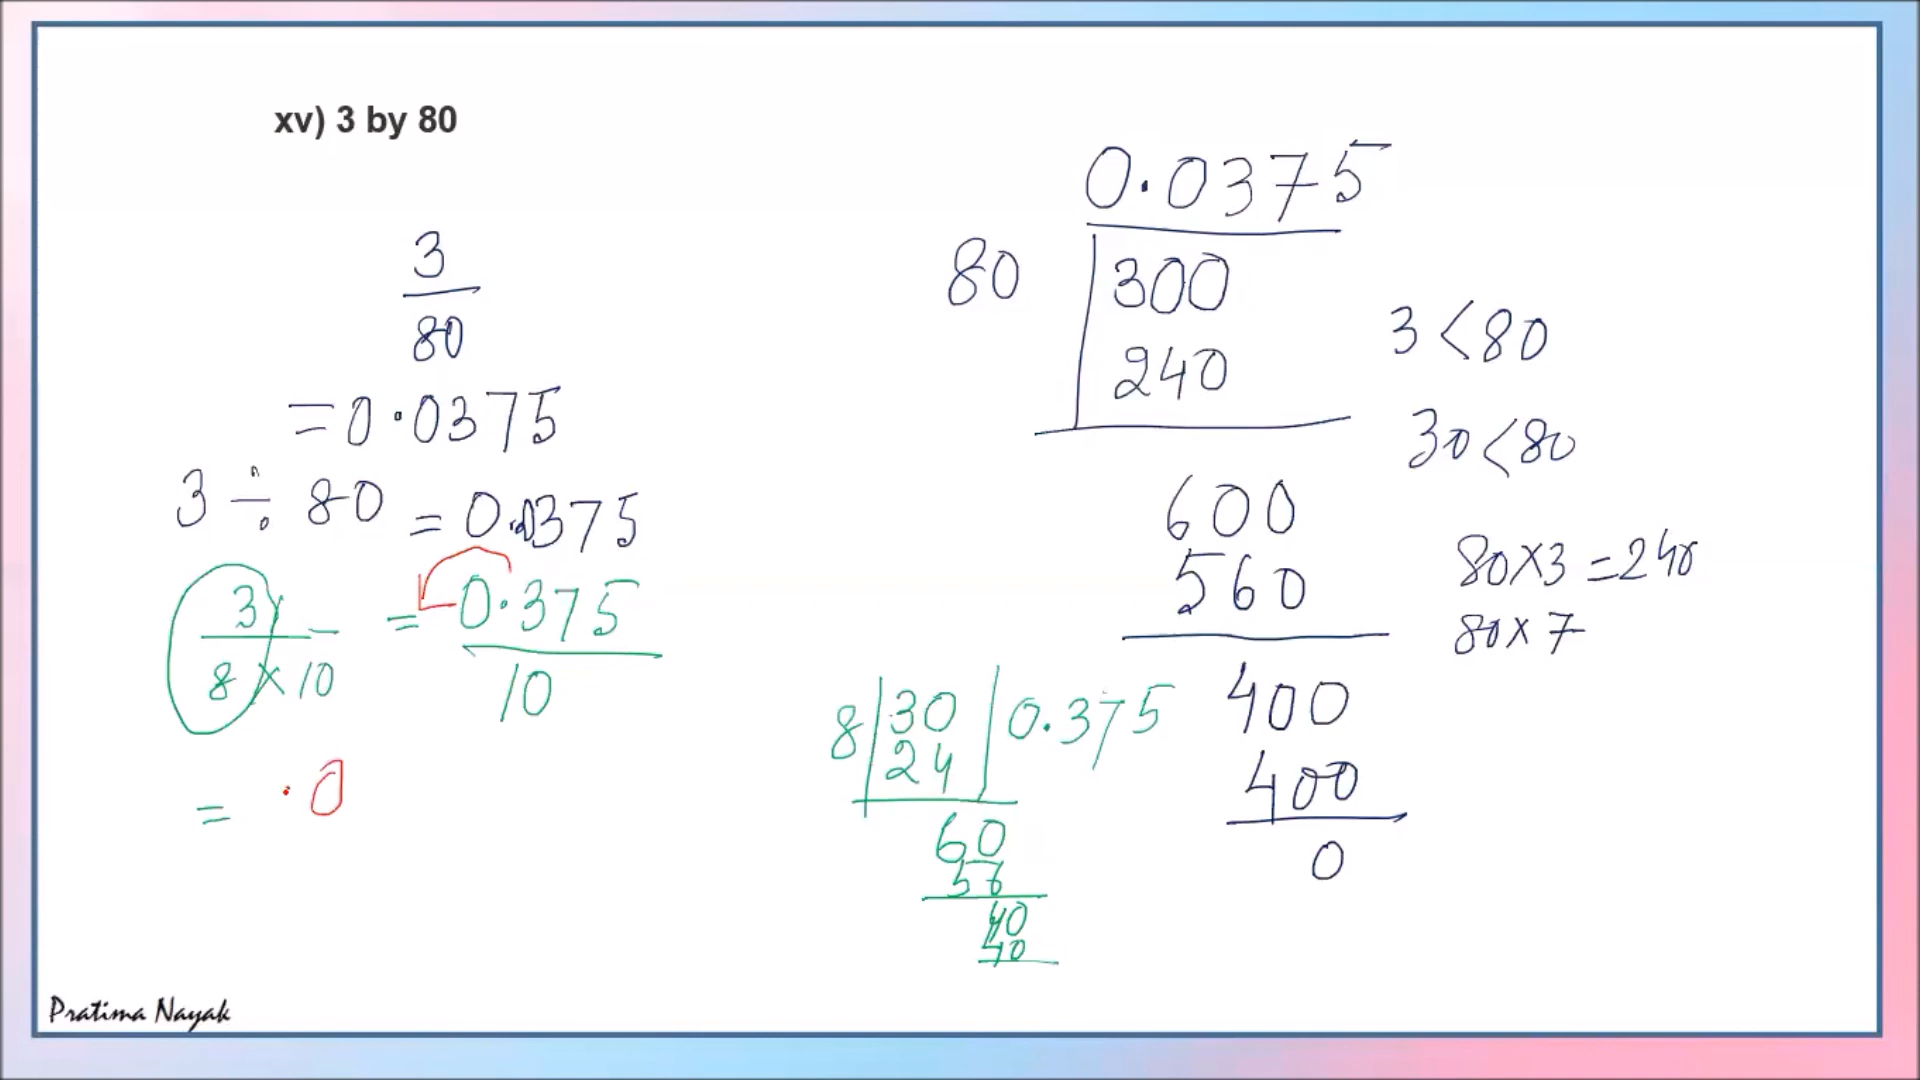 xv) 3 by 80
3
80
= 0.0375
3 ÷ 80 = 0.0375
3
8 × 10
= 0.375
10
= .0
0.0375
80 300
240
600
560
400
400
0
3 < 80
30 < 80
80×3 = 240
80×7
8 30 0.375
24
60
56
40
40
Pratima Nayak